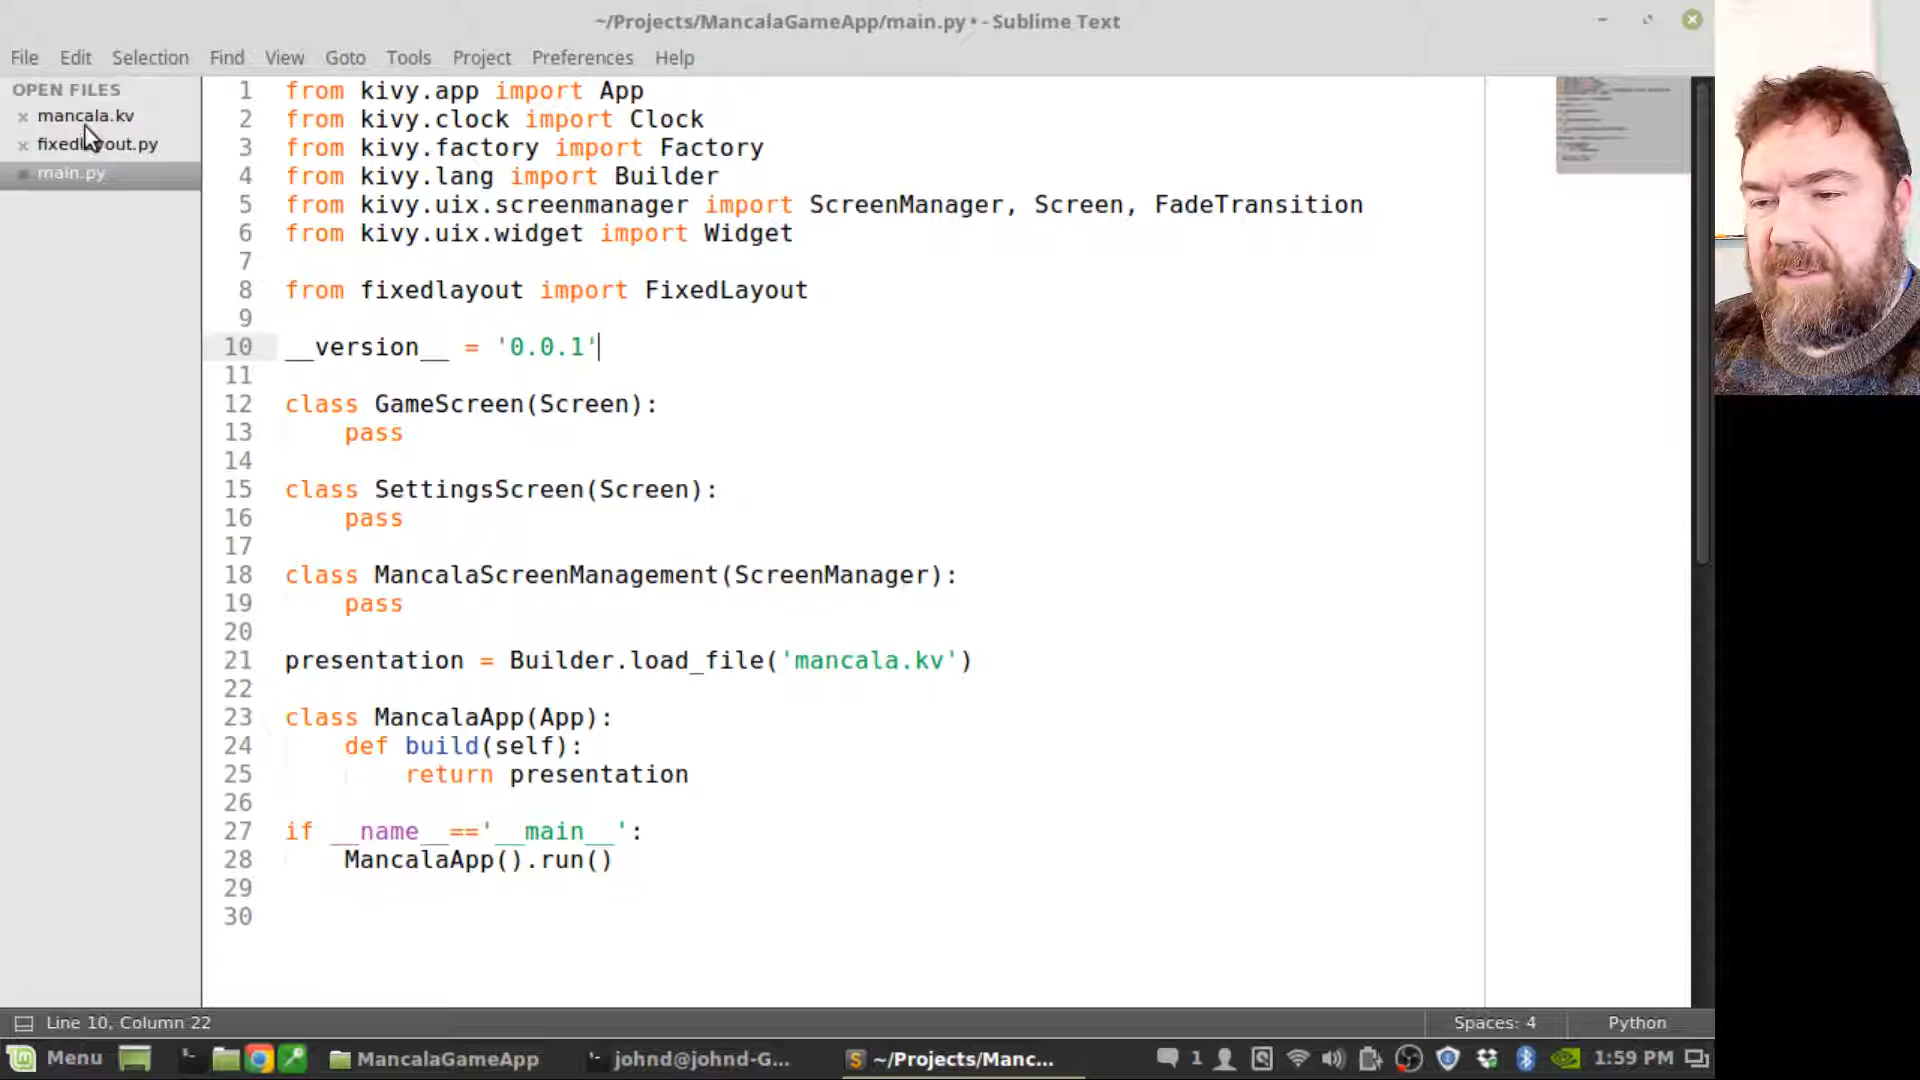 ~/Projects/MancalaGameApp/main.py • - Sublime Text
File Edit Selection Find View Goto Tools Project Preferences Help
OPEN FILES
mancala.kv
fixedlayout.py
main.py
1 from kivy.app import App
2 from kivy.clock import Clock
3 from kivy.factory import Factory
4 from kivy.lang import Builder
5 from kivy.uix.screenmanager import ScreenManager, Screen, FadeTransition
6 from kivy.uix.widget import Widget
7
8 from fixedlayout import FixedLayout
9
10 __version__ = '0.0.1'
11
12 class GameScreen(Screen):
13     pass
14
15 class SettingsScreen(Screen):
16     pass
17
18 class MancalaScreenManagement(ScreenManager):
19     pass
20
21 presentation = Builder.load_file('mancala.kv')
22
23 class MancalaApp(App):
24     def build(self):
25         return presentation
26
27 if __name__=='__main__':
28     MancalaApp().run()
29
30
Line 10, Column 22 Spaces: 4 Python
Menu MancalaGameApp johnd@johnd-G... ~/Projects/Manc... 1 1:59 PM